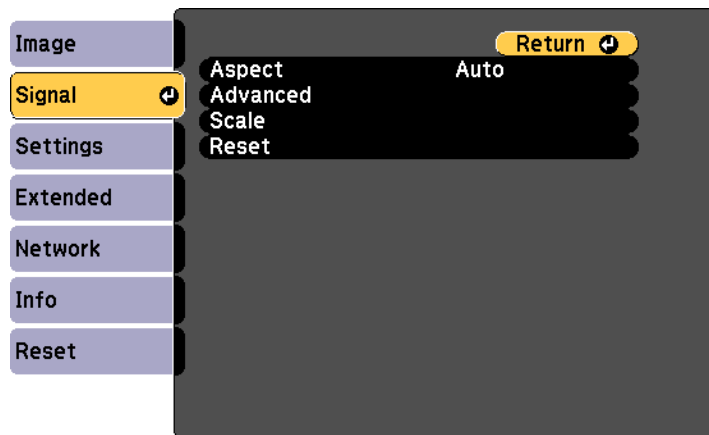 Image
Signal
Settings
Extended
Network
Info
Reset
Return
Aspect Auto
Advanced
Scale
Reset